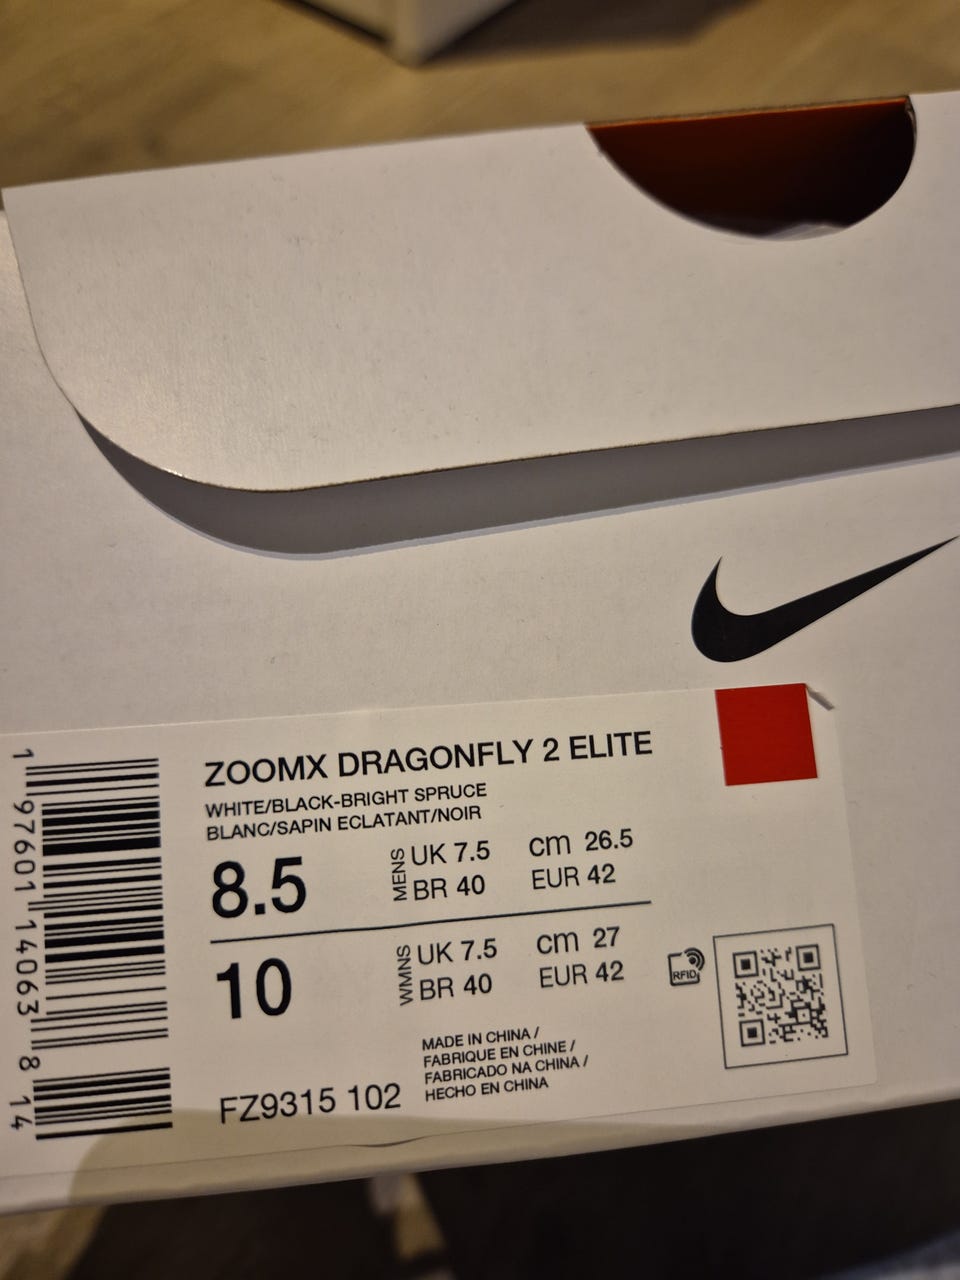 ZOOMX DRAGONFLY 2 ELITE
WHITE/BLACK-BRIGHT SPRUCE
BLANC/SAPIN ECLATANT/NOIR
8.5
MENS
UK 7.5
cm 26.5
BR 40
EUR 42
10
WMNS
UK 7.5
cm 27
BR 40
EUR 42
RFID
MADE IN CHINA /
FABRIQUE EN CHINE /
FABRICADO NA CHINA /
HECHO EN CHINA
FZ9315 102
1 97601 14063 8 14